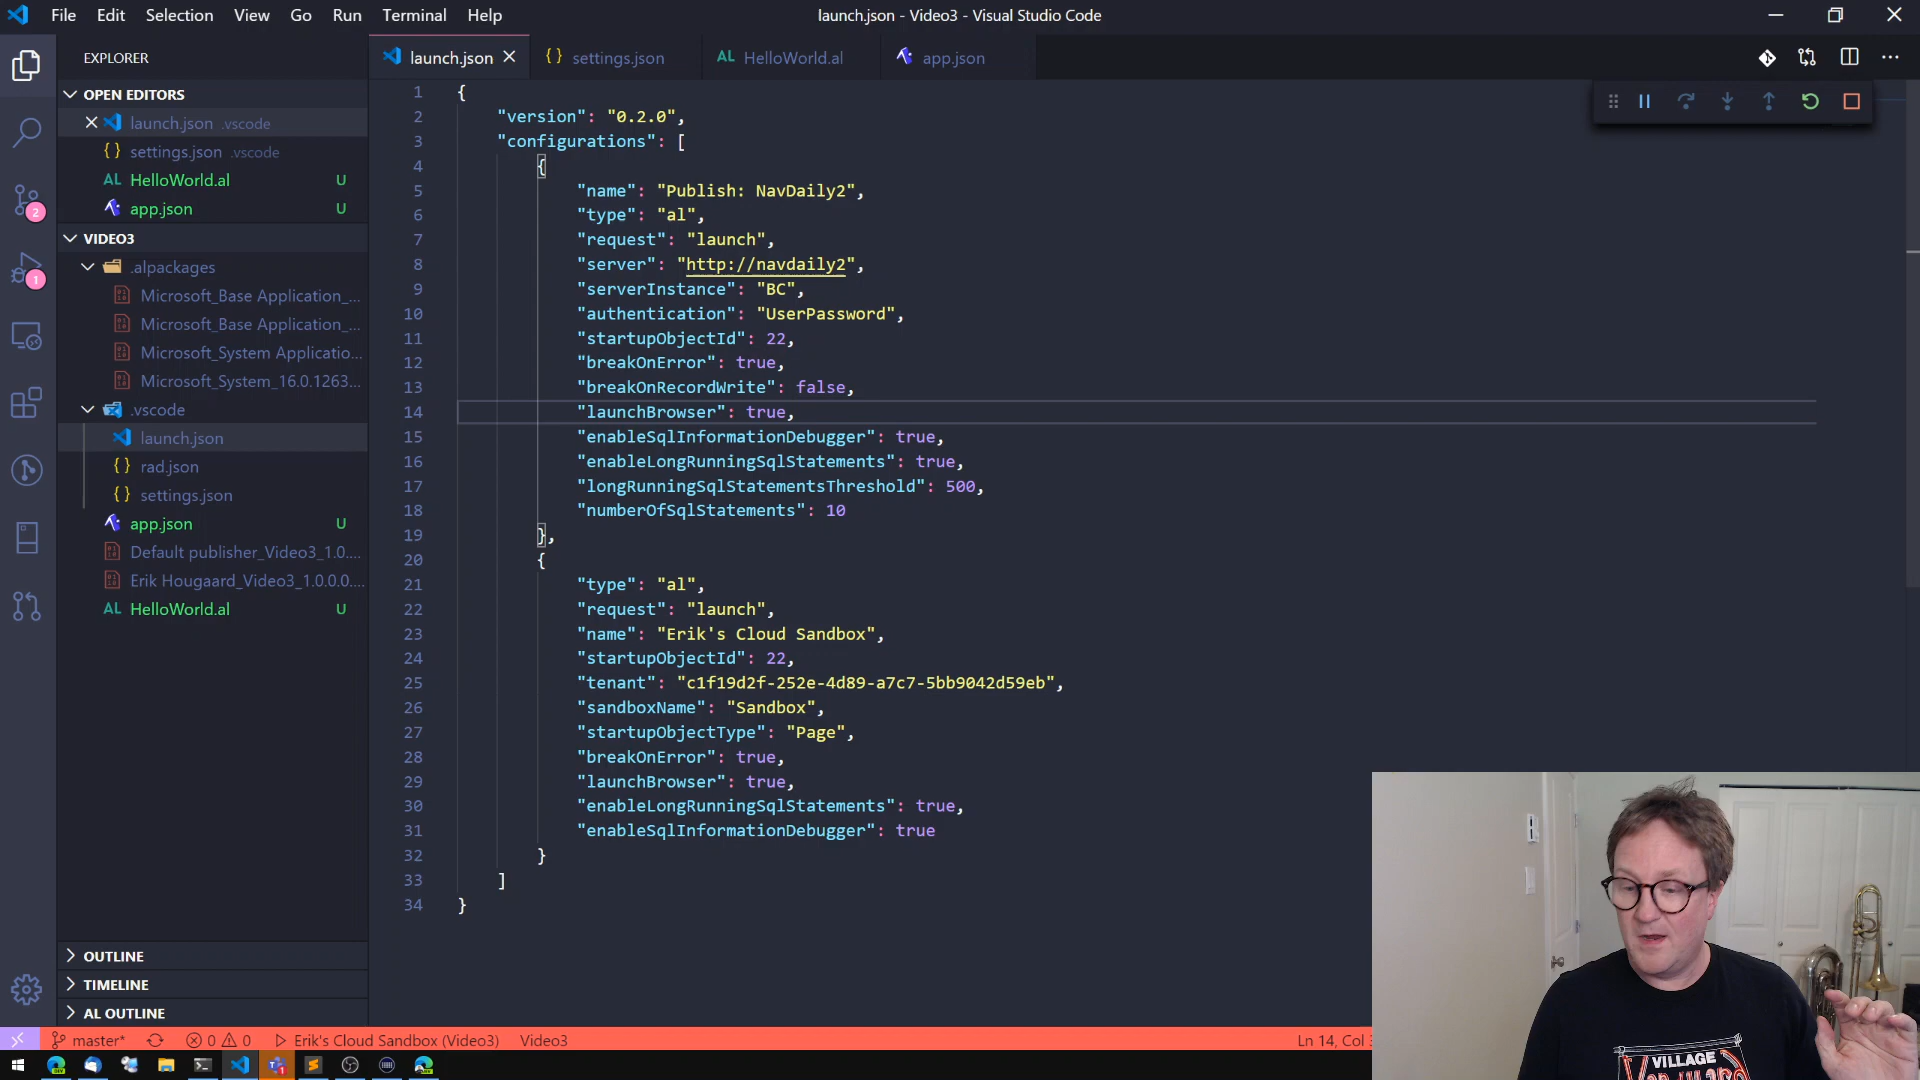 File Edit Selection View Go Run Terminal Help
launch.json - Video3 - Visual Studio Code
EXPLORER
launch.json
settings.json
HelloWorld.al
app.json
OPEN EDITORS
launch.json .vscode
settings.json .vscode
HelloWorld.al U
app.json U
VIDEO3
.alpackages
Microsoft_Base Application_...
Microsoft_Base Application_...
Microsoft_System Applicatio...
Microsoft_System_16.0.1263...
.vscode
launch.json
rad.json
settings.json
app.json U
Default publisher_Video3_1.0....
Erik Hougaard_Video3_1.0.0.0....
HelloWorld.al U
OUTLINE
TIMELINE
AL OUTLINE
2
1
1 {
2 "version": "0.2.0",
3 "configurations": [
4 {
5 "name": "Publish: NavDaily2",
6 "type": "al",
7 "request": "launch",
8 "server": "http://navdaily2",
9 "serverInstance": "BC",
10 "authentication": "UserPassword",
11 "startupObjectId": 22,
12 "breakOnError": true,
13 "breakOnRecordWrite": false,
14 "launchBrowser": true,
15 "enableSqlInformationDebugger": true,
16 "enableLongRunningSqlStatements": true,
17 "longRunningSqlStatementsThreshold": 500,
18 "numberOfSqlStatements": 10
19 },
20 {
21 "type": "al",
22 "request": "launch",
23 "name": "Erik's Cloud Sandbox",
24 "startupObjectId": 22,
25 "tenant": "c1f19d2f-252e-4d89-a7c7-5bb9042d59eb",
26 "sandboxName": "Sandbox",
27 "startupObjectType": "Page",
28 "breakOnError": true,
29 "launchBrowser": true,
30 "enableLongRunningSqlStatements": true,
31 "enableSqlInformationDebugger": true
32 }
33 ]
34 }
VILLAGE
master* 0 0 Erik's Cloud Sandbox (Video3) Video3
Ln 14, Col 3